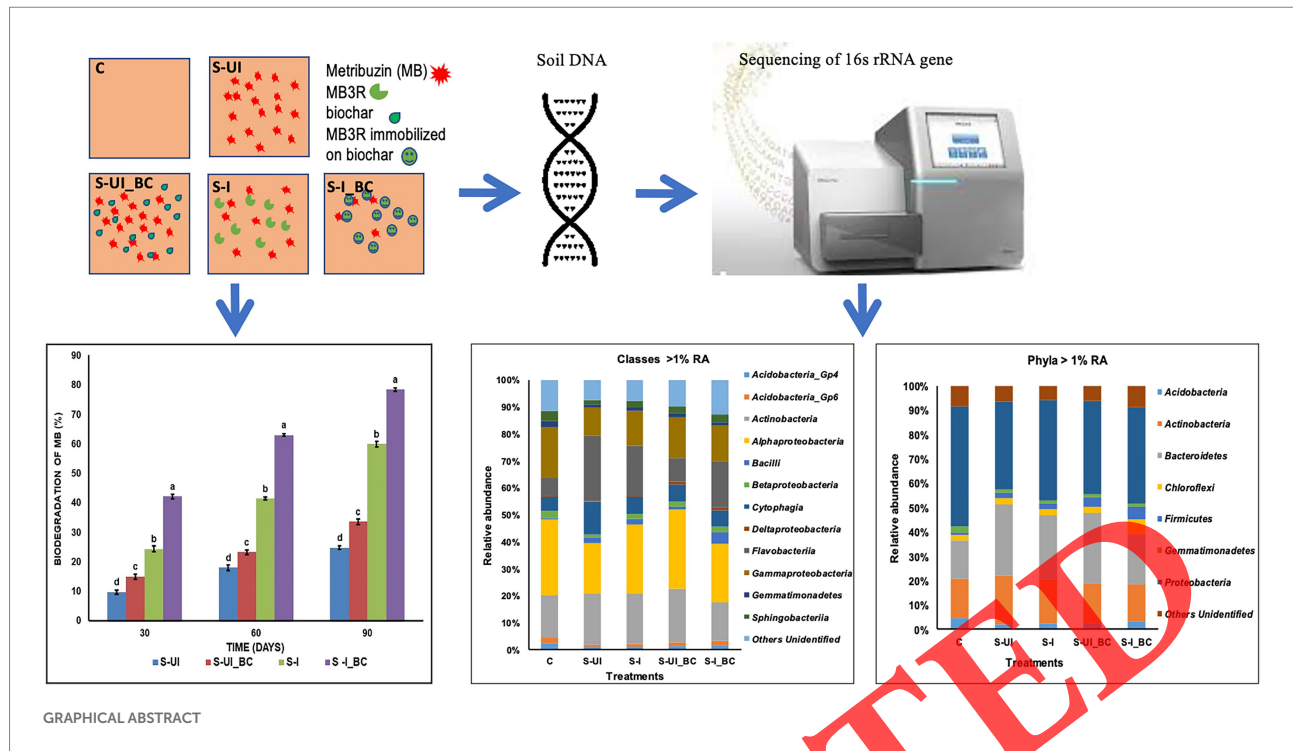 C
S-UI
Metribuzin (MB)
MB3R
biochar
MB3R immobilized
on biochar
S-UI_BC
S-I
S-I_BC
Soil DNA
Sequencing of 16s rRNA gene
BIODEGRADATION OF MB (%)
90
80
70
60
50
40
30
20
10
0
d
c
b
a
d
c
b
a
d
c
b
a
30
60
90
TIME (DAYS)
S-UI
S-UI_BC
S-I
S-I_BC
Classes >1% RA
Relative abundance
100%
90%
80%
70%
60%
50%
40%
30%
20%
10%
0%
C
S-UI
S-I
S-UI_BC
S-I_BC
Treatments
Acidobacteria_Gp4
Acidobacteria_Gp6
Actinobacteria
Alphaproteobacteria
Bacilli
Betaproteobacteria
Cytophagia
Deltaproteobacteria
Flavobacteriia
Gammaproteobacteria
Gemmatimonadetes
Sphingobacteriia
Others Unidentified
Phyla > 1% RA
Relative abundance
100%
90%
80%
70%
60%
50%
40%
30%
20%
10%
0%
C
S-UI
S-I
S-UI_BC
S-I_BC
Treatments
Acidobacteria
Actinobacteria
Bacteroidetes
Chloroflexi
Firmicutes
Gemmatimonadetes
Proteobacteria
Others Unidentified
TED
GRAPHICAL ABSTRACT